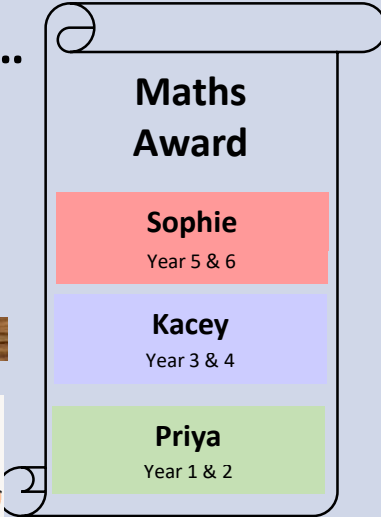 ..
Maths
Award
Sophie
Year 5 & 6
Kacey
Year 3 & 4
Priya
Year 1 & 2